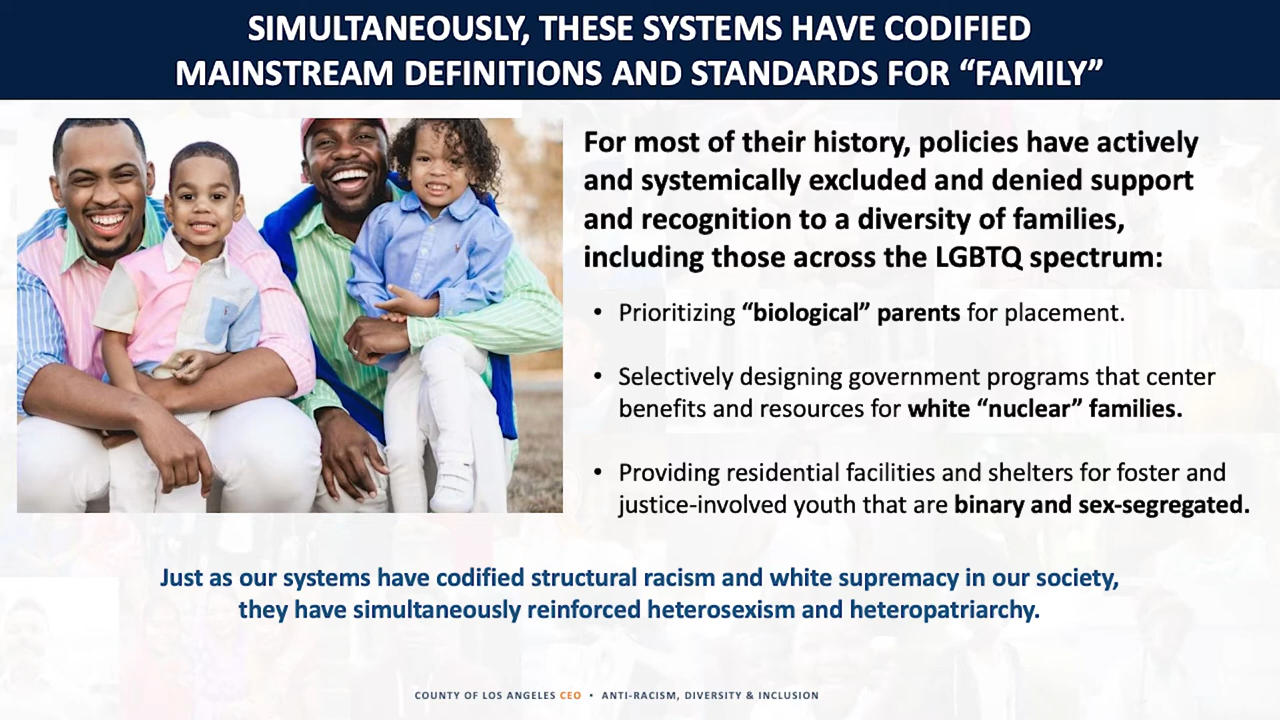 SIMULTANEOUSLY, THESE SYSTEMS HAVE CODIFIED
MAINSTREAM DEFINITIONS AND STANDARDS FOR “FAMILY”
For most of their history, policies have actively
and systemically excluded and denied support
and recognition to a diversity of families,
including those across the LGBTQ spectrum:
• Prioritizing “biological” parents for placement.
• Selectively designing government programs that center
benefits and resources for white “nuclear” families.
• Providing residential facilities and shelters for foster and
justice-involved youth that are binary and sex-segregated.
Just as our systems have codified structural racism and white supremacy in our society,
they have simultaneously reinforced heterosexism and heteropatriarchy.
COUNTY OF LOS ANGELES CEO • ANTI-RACISM, DIVERSITY & INCLUSION